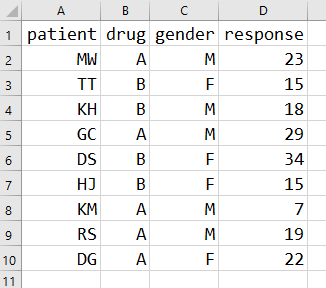 A B C D
1 patient drug gender response
2 MW A M 23
3 TT B F 15
4 KH B M 18
5 GC A M 29
6 DS B F 34
7 HJ B F 15
8 KM A M 7
9 RS A M 19
10 DG A F 22
11